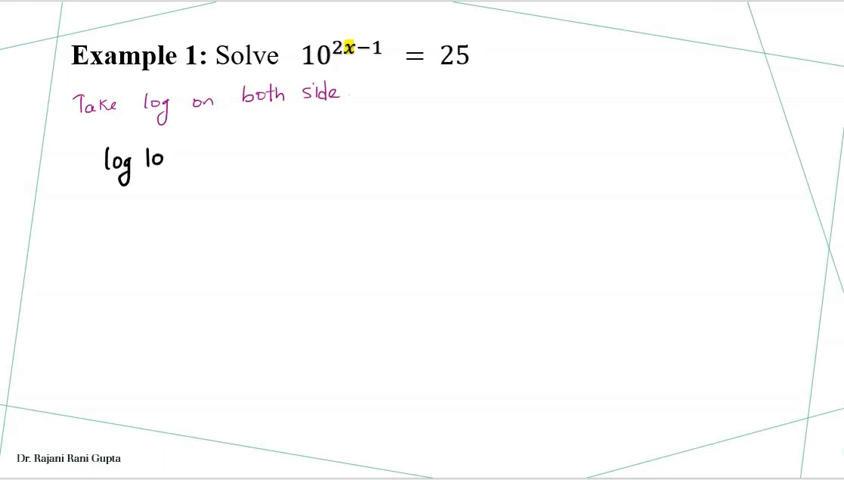 Example 1: Solve 10^{2x−1} = 25
Take log on both side
log 10
Dr. Rajani Rani Gupta